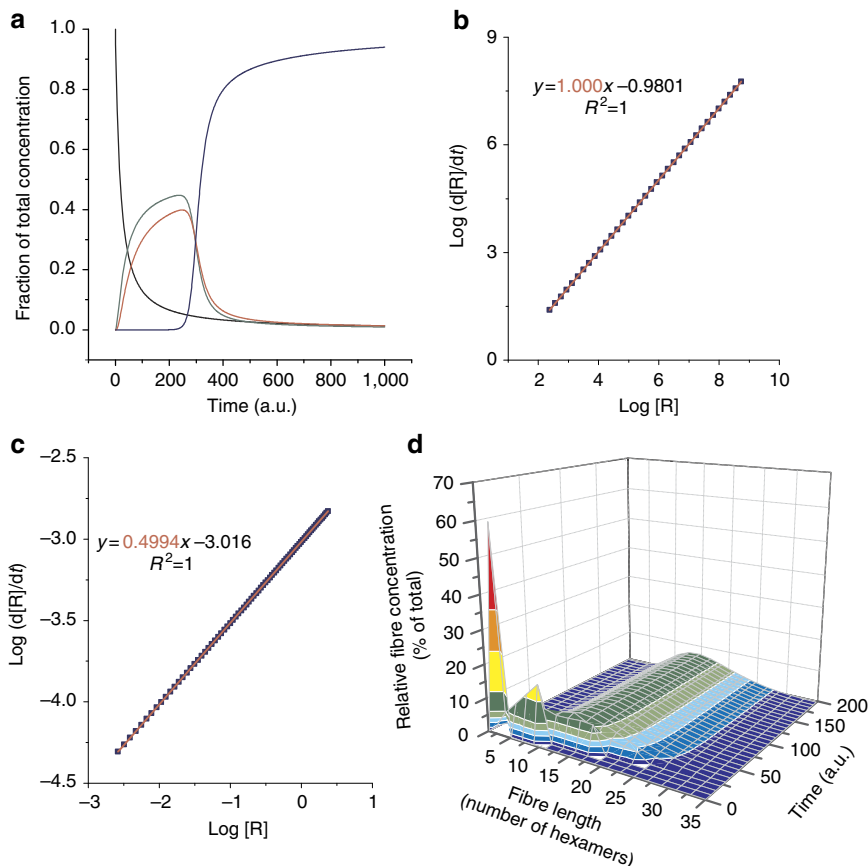 a
1.0
0.8
0.6
0.4
0.2
0.0
Fraction of total concentration
0 200 400 600 800 1,000
Time (a.u.)
b
9
6
3
0
Log (d[R]/dt)
y=1.000x−0.9801
R²=1
2 4 6 8 10
Log [R]
c
−2.5
−3.0
−3.5
−4.0
−4.5
Log (d[R]/dt)
y= 0.4994x−3.016
R²=1
−3 −2 −1 0 1
Log [R]
d
70
60
50
40
30
20
10
0
Relative fibre concentration
(% of total)
5 10 15 20 25 30 35
Fibre length
(number of hexamers)
0 50 100 150 200
Time (a.u.)